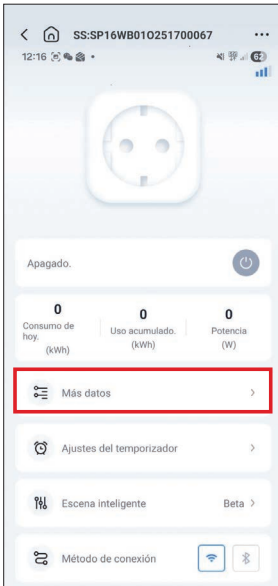 SS:SP16WB01O251700067
12:16
62
Apagado.
0
Consumo de
hoy.
(kWh)
0
Uso acumulado.
(kWh)
0
Potencia
(W)
Más datos
Ajustes del temporizador
Escena inteligente
Beta
Método de conexión